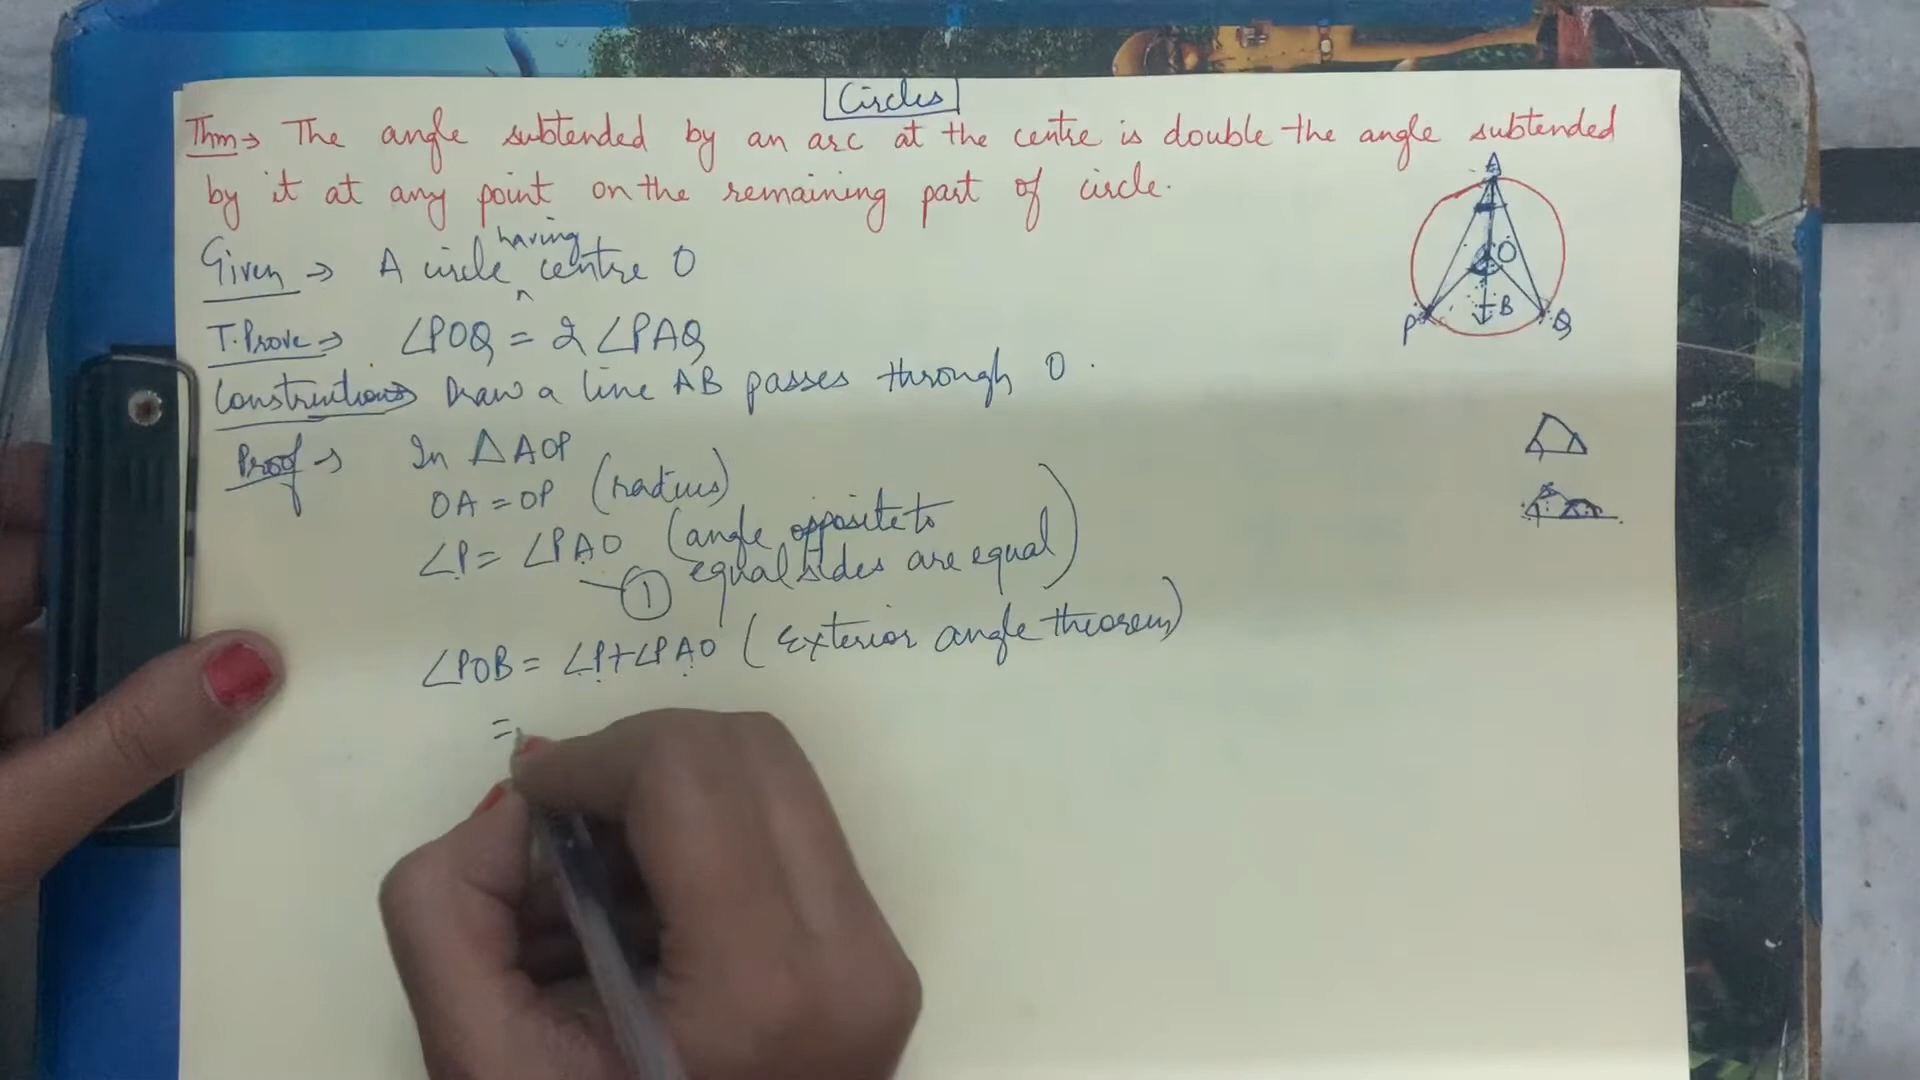 Circles
Thm→ The angle subtended by an arc at the centre is double the angle subtended
by it at any point on the remaining part of circle.
Given → A circle having centre O
T.Prove → ∠POQ = 2 ∠PAQ
Construction→ Draw a line AB passes through O.
Proof → In △AOP
OA = OP (radius)
∠P = ∠PAO (angle opposite to
equal sides are equal)
①
∠POB = ∠P+∠PAO (Exterior angle theorem)
=
A
O
B
P
Q